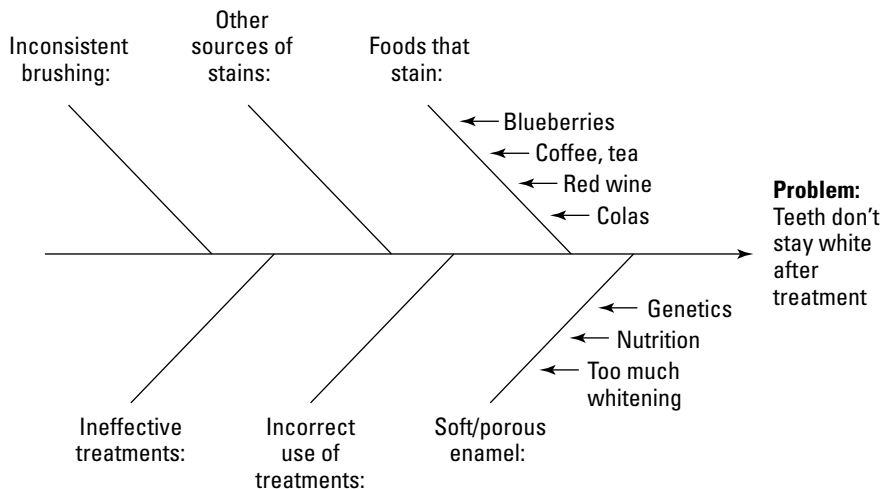 Inconsistent
brushing:
Other
sources of
stains:
Foods that
stain:
Blueberries
Coffee, tea
Red wine
Colas
Problem:
Teeth don't
stay white
after
treatment
Genetics
Nutrition
Too much
whitening
Ineffective
treatments:
Incorrect
use of
treatments:
Soft/porous
enamel: